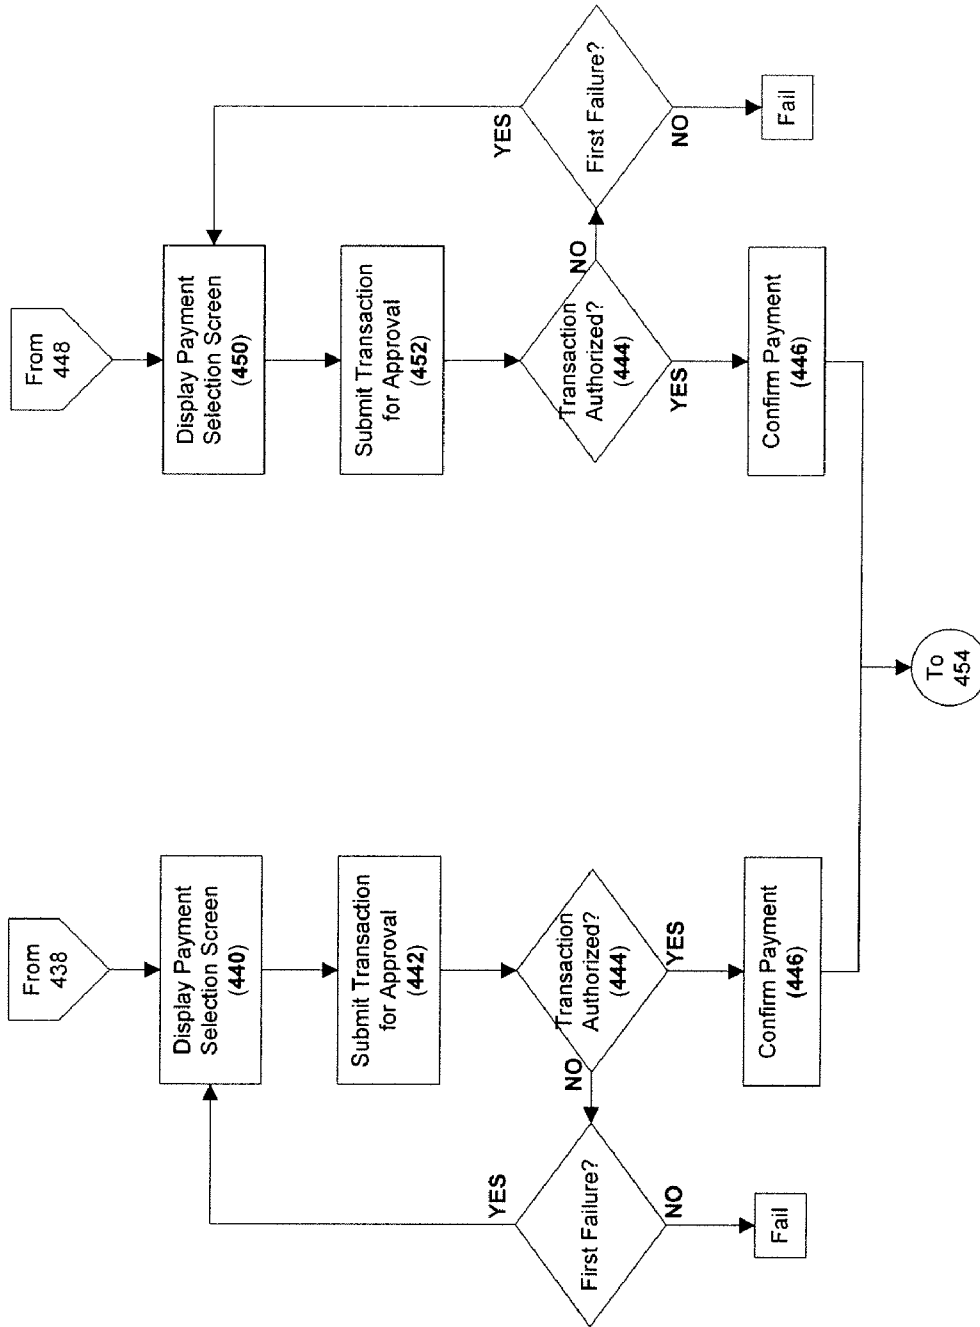 From
438
Display Payment
Selection Screen
(440)
Submit Transaction
for Approval
(442)
Transaction
Authorized?
(444)
NO
YES
First Failure?
YES
NO
Fail
Confirm Payment
(446)
From
448
Display Payment
Selection Screen
(450)
Submit Transaction
for Approval
(452)
Transaction
Authorized?
(444)
NO
YES
First Failure?
YES
NO
Fail
Confirm Payment
(446)
To
454